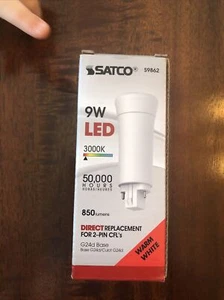 SATCO S9862
9W
LED
3000K
50,000
HOURS
850 lumens
DIRECT REPLACEMENT
FOR 2-PIN CFL's
G24d Base
WARM
WHITE